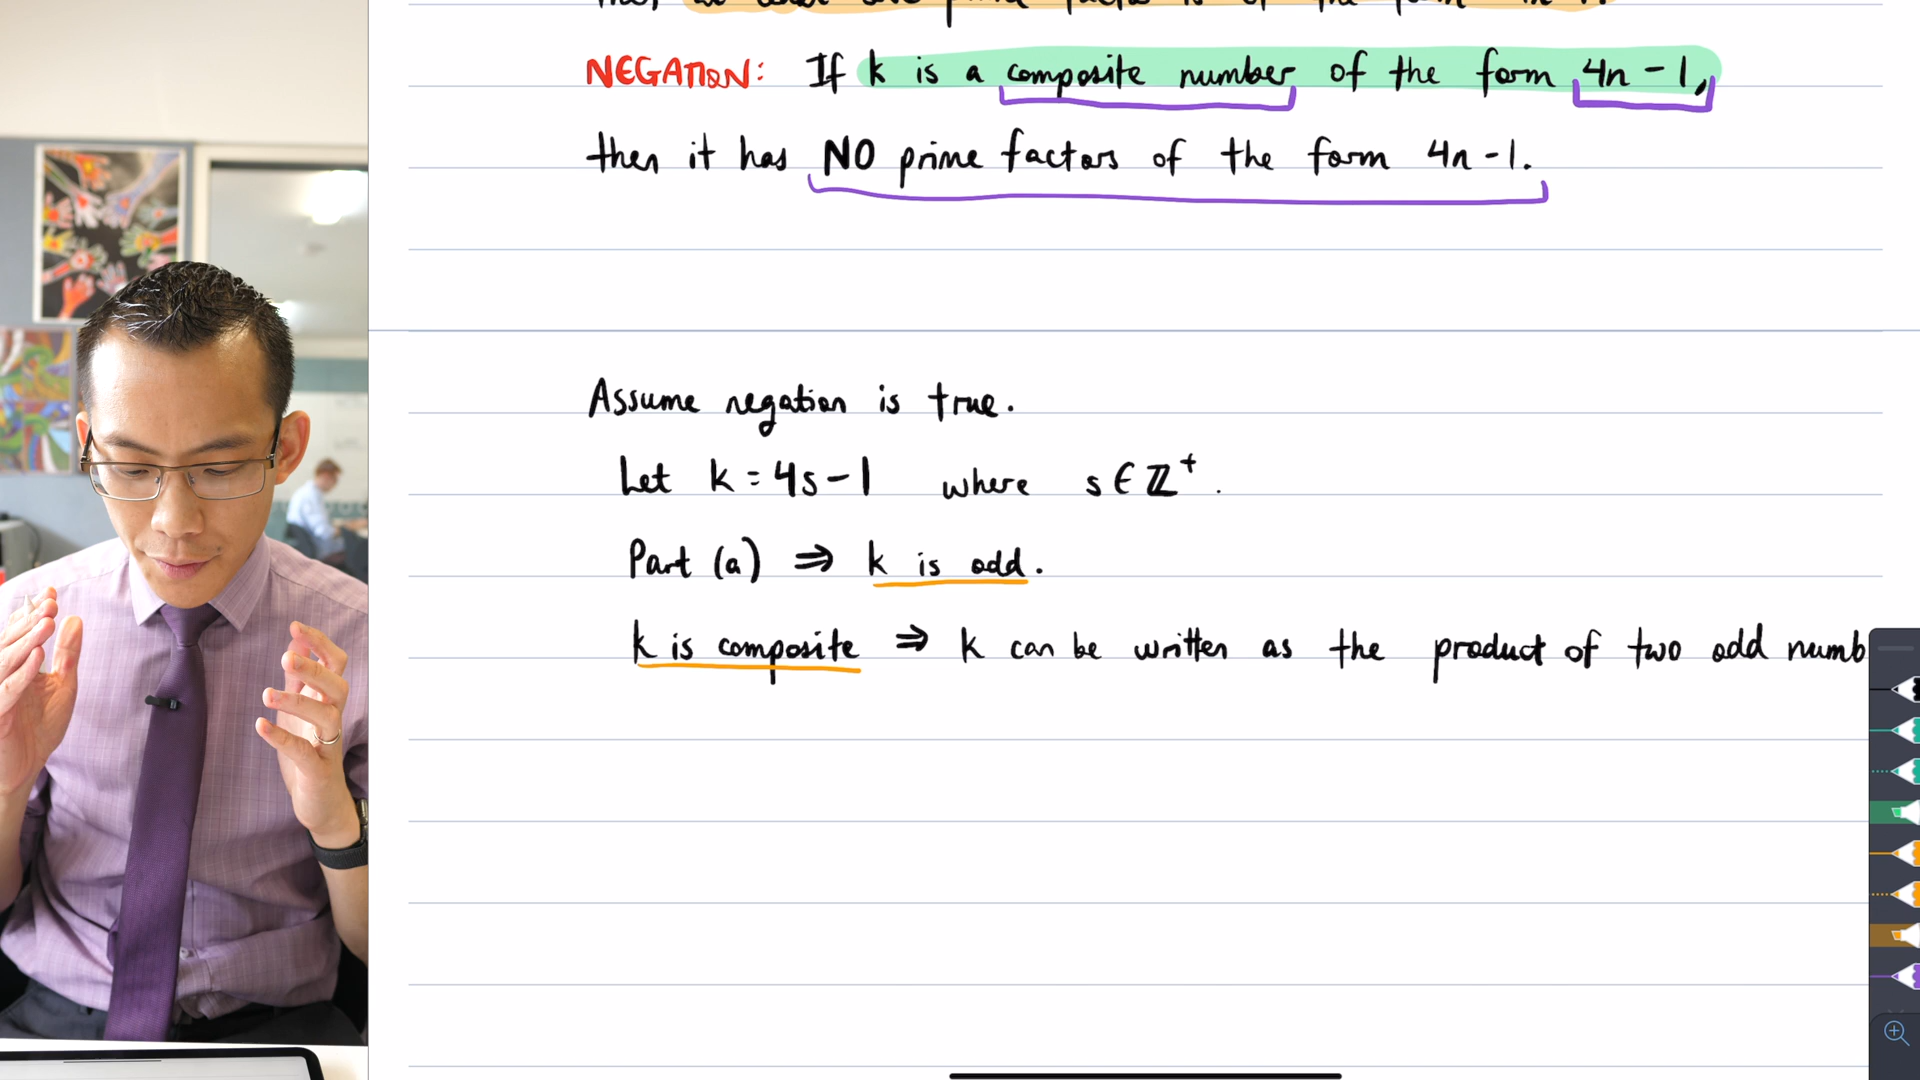 NEGATION: If k is a composite number of the form 4n-1,
then it has NO prime factors of the form 4n-1.
Assume negation is true.
Let k = 4s-1 where s ∈ ℤ⁺.
Part (a) ⇒ k is odd.
k is composite ⇒ k can be written as the product of two odd numb